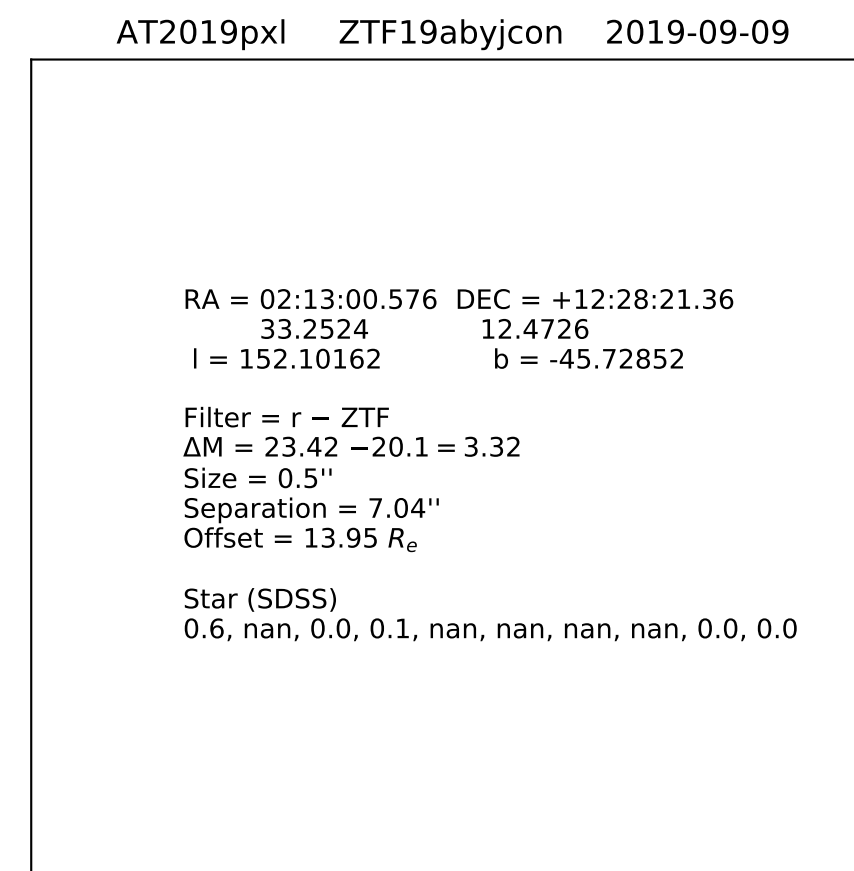 AT2019pxl ZTF19abyjcon 2019-09-09
RA = 02:13:00.576 DEC = +12:28:21.36
33.2524 12.4726
l = 152.10162 b = -45.72852
Filter = r − ZTF
ΔM = 23.42 −20.1 = 3.32
Size = 0.5''
Separation = 7.04''
Offset = 13.95 Rₑ
Star (SDSS)
0.6, nan, 0.0, 0.1, nan, nan, nan, nan, 0.0, 0.0